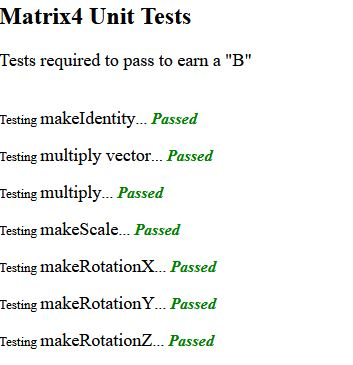 Matrix4 Unit Tests
Tests required to pass to earn a "B"
Testing makeIdentity... Passed
Testing multiply vector... Passed
Testing multiply... Passed
Testing makeScale... Passed
Testing makeRotationX... Passed
Testing makeRotationY... Passed
Testing makeRotationZ... Passed